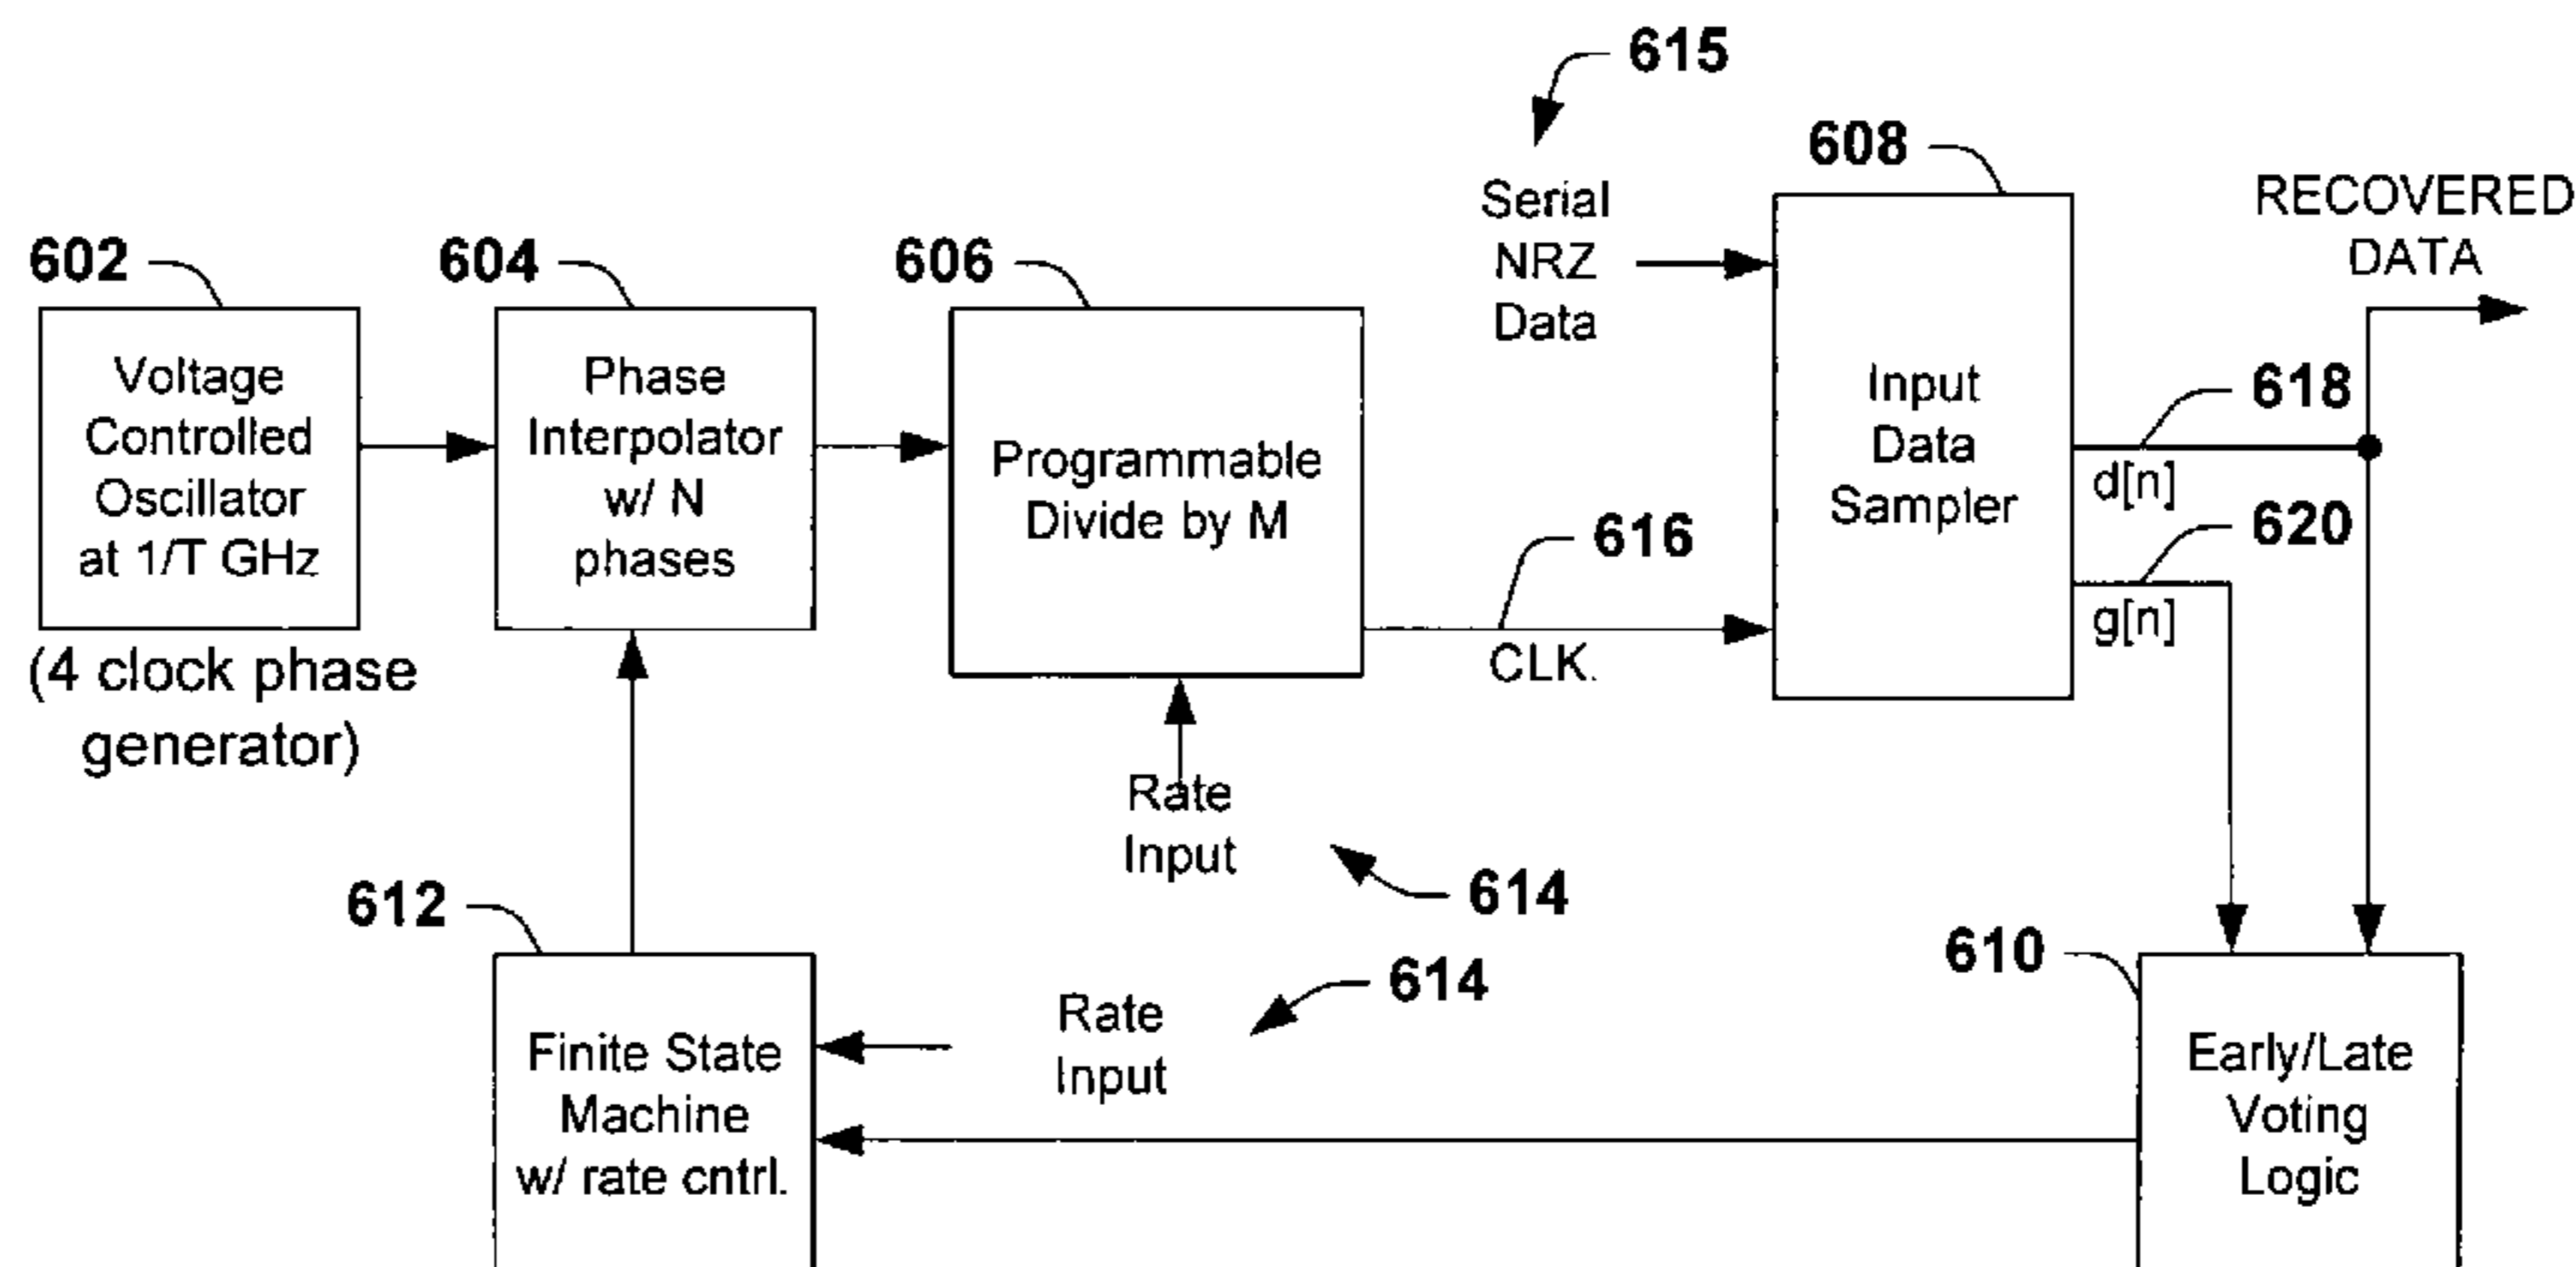 615
608
Serial
NRZ
Data
RECOVERED
DATA
602
604
606
Voltage
Controlled
Oscillator
at 1/T GHz
(4 clock phase
generator)
Phase
Interpolator
w/ N
phases
Programmable
Divide by M
616
CLK.
Input
Data
Sampler
618
d[n]
620
g[n]
Rate
Input
614
612
Finite State
Machine
w/ rate cntrl.
Rate
Input
614
610
Early/Late
Voting
Logic